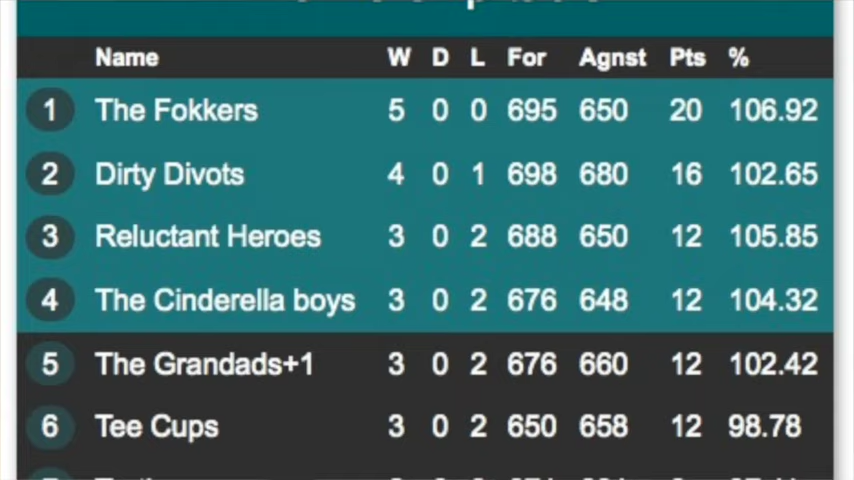 Name W D L For Agnst Pts %
1 The Fokkers 5 0 0 695 650 20 106.92
2 Dirty Divots 4 0 1 698 680 16 102.65
3 Reluctant Heroes 3 0 2 688 650 12 105.85
4 The Cinderella boys 3 0 2 676 648 12 104.32
5 The Grandads+1 3 0 2 676 660 12 102.42
6 Tee Cups 3 0 2 650 658 12 98.78